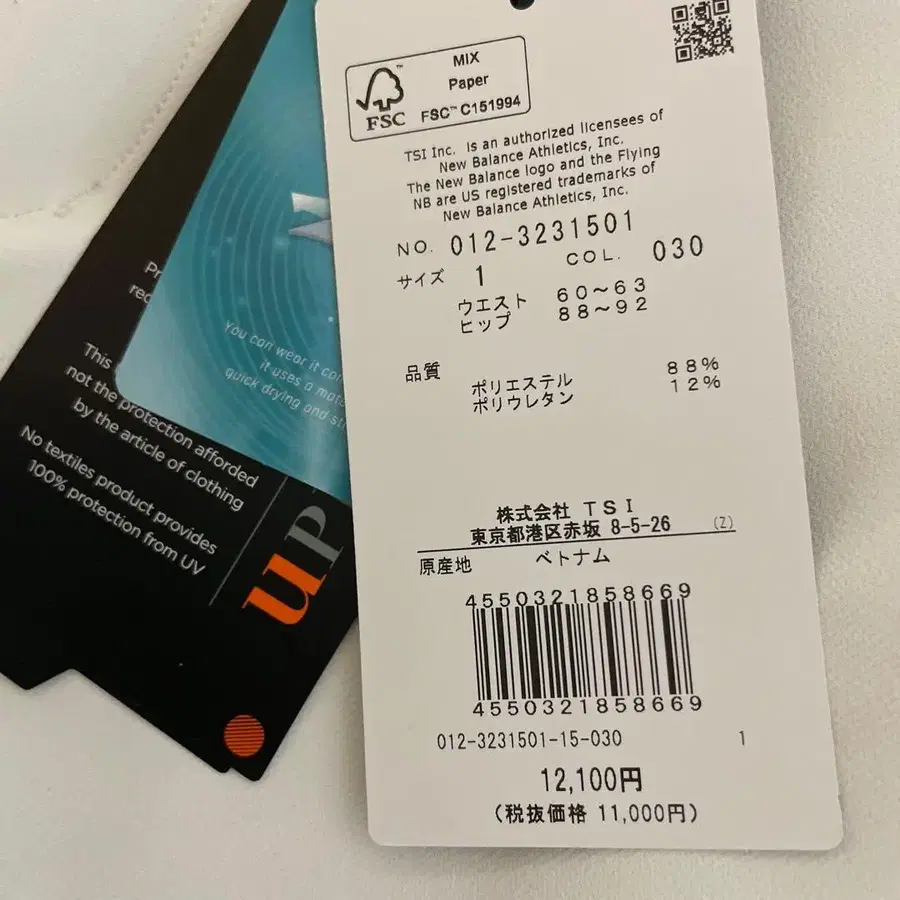 MIX
Paper
FSC™ C151994
FSC
TSI Inc. is an authorized licensees of
New Balance Athletics, Inc.
The New Balance logo and the Flying
NB are US registered trademarks of
New Balance Athletics, Inc.
NO. 012-3231501
サイズ 1 COL. 030
ウエスト 60～63
ヒップ 88～92
品質
ポリエステル 88%
ポリウレタン 12%
株式会社 TSI
東京都港区赤坂 8-5-26 (Z)
原産地 ベトナム
4550321858669
4550321858669
012-3231501-15-030 1
12,100円
(税抜価格 11,000円)
You can wear it
it uses a
quick drying and
This
not the protection afforded
by the article of clothing
No textiles product provides
100% protection from UV
UP